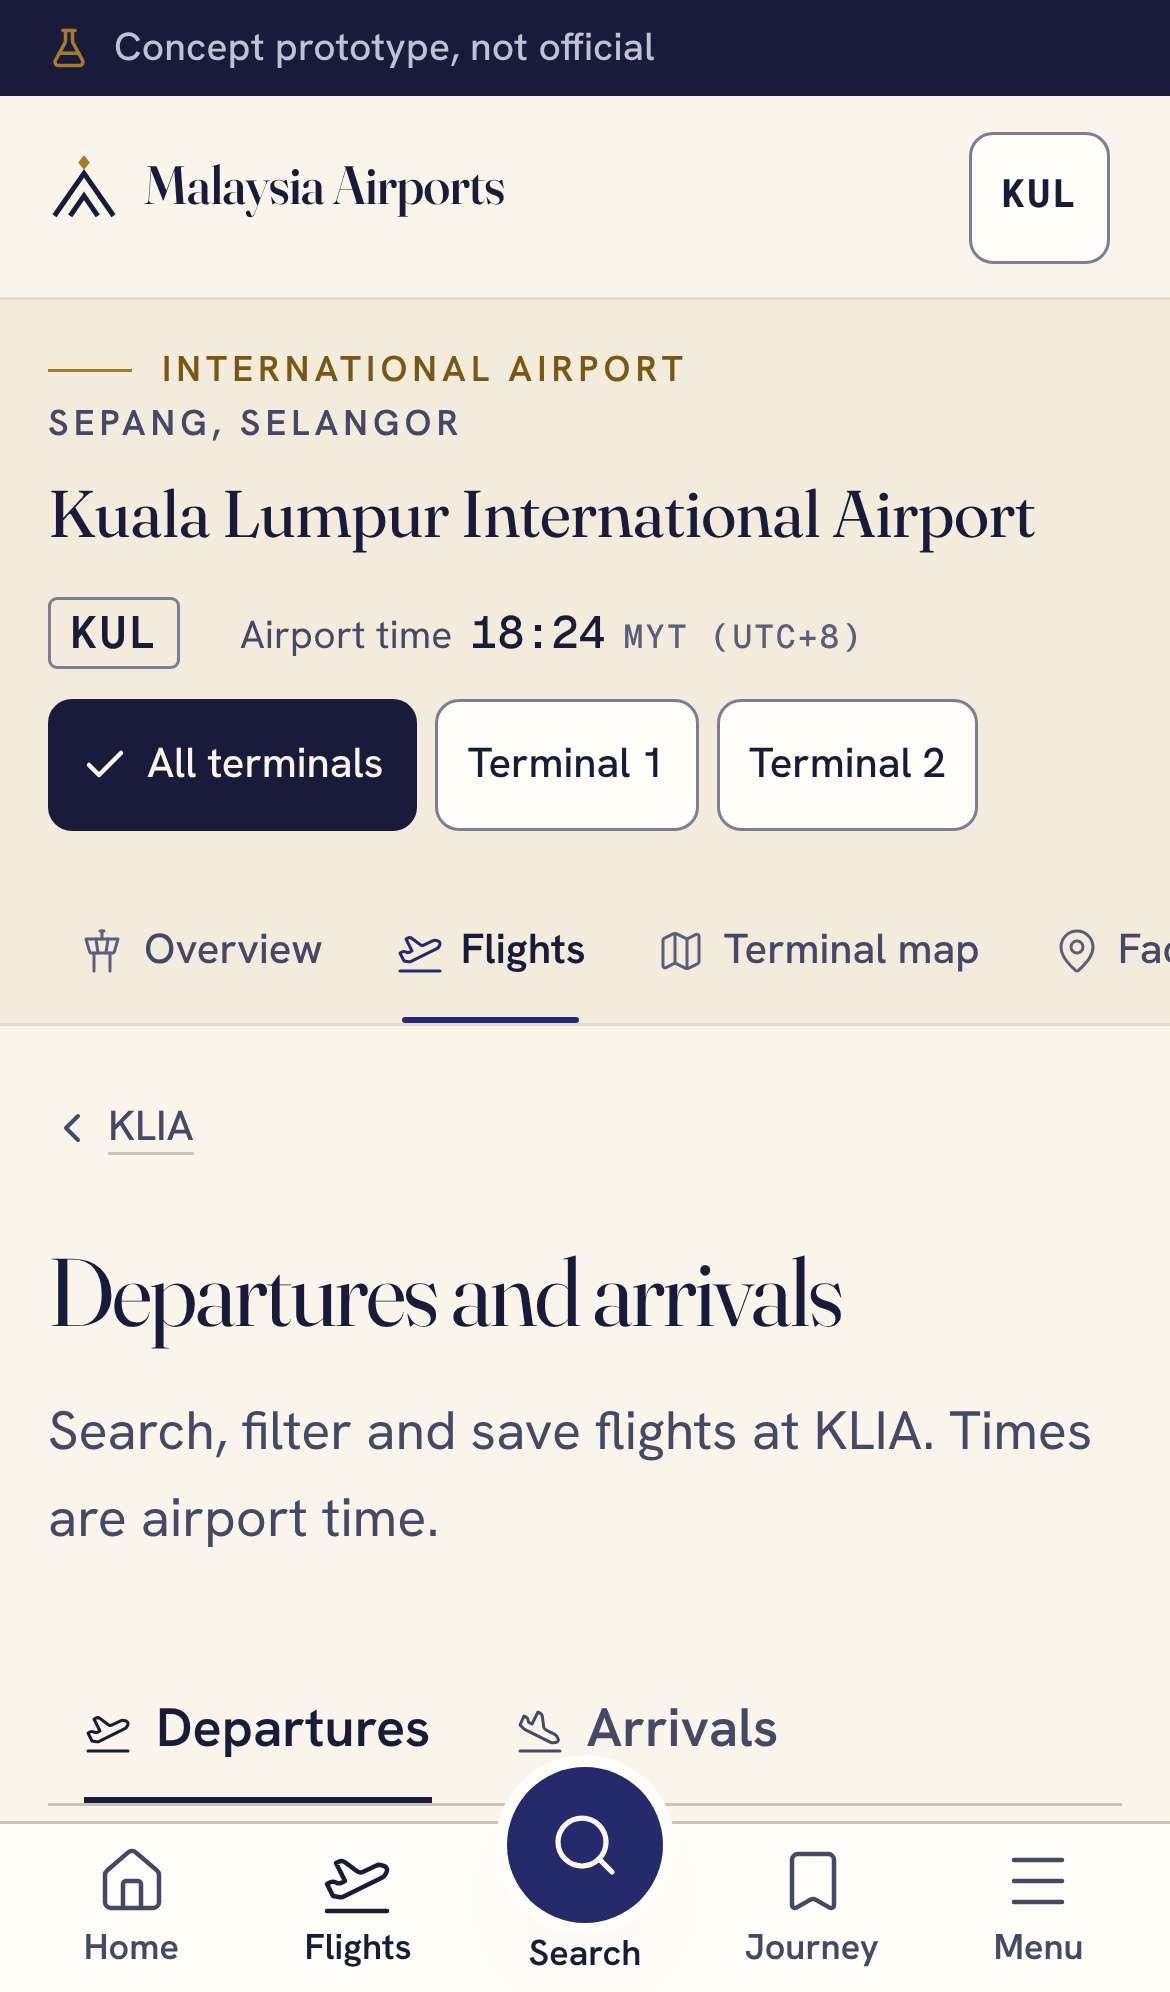 Concept prototype, not official
Malaysia Airports
KUL
INTERNATIONAL AIRPORT
SEPANG, SELANGOR
Kuala Lumpur International Airport
KUL Airport time 18:24 MYT (UTC+8)
All terminals Terminal 1 Terminal 2
Overview Flights Terminal map
KLIA
Departures and arrivals
Search, filter and save flights at KLIA. Times
are airport time.
Departures Arrivals
Home Flights Search Journey Menu